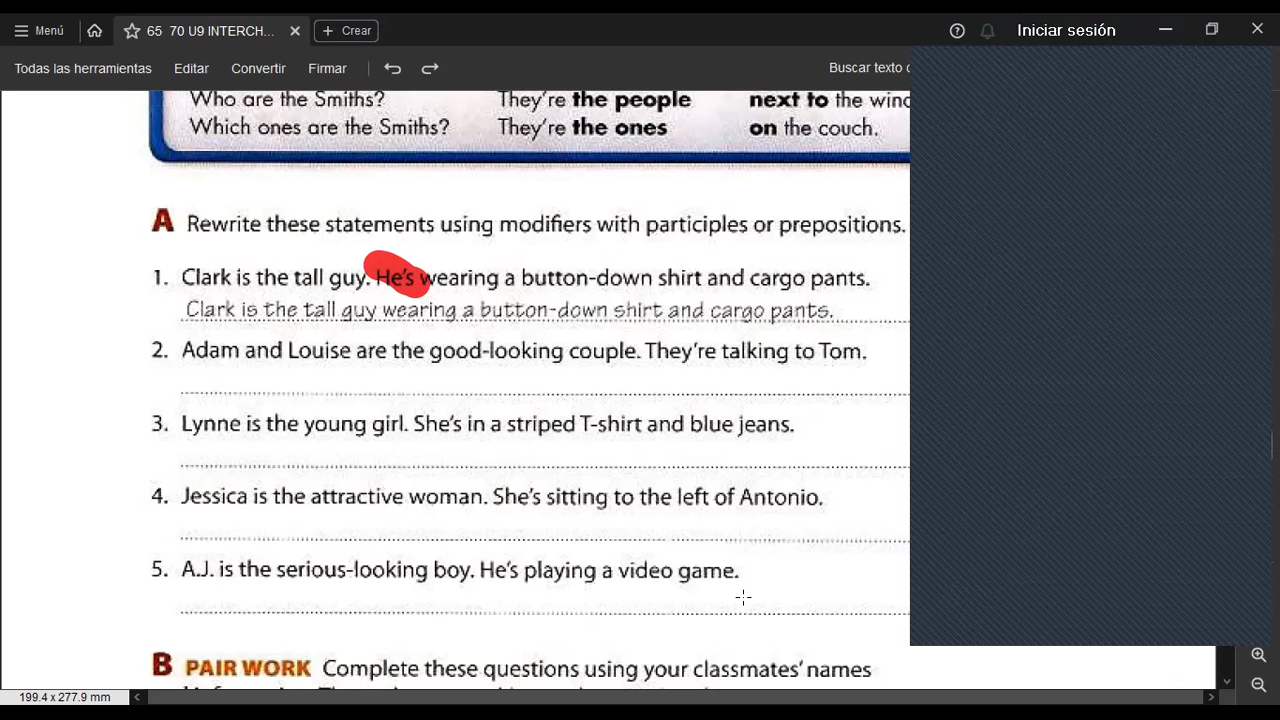 Menú
65 70 U9 INTERCH...
Crear
Iniciar sesión
Todas las herramientas
Editar
Convertir
Firmar
Buscar texto
Who are the Smiths? They're the people next to the
Which ones are the Smiths? They're the ones on the couch.
A Rewrite these statements using modifiers with participles or prepositions.
1. Clark is the tall guy. He's wearing a button-down shirt and cargo pants.
Clark is the tall guy wearing a button-down shirt and cargo pants.
2. Adam and Louise are the good-looking couple. They're talking to Tom.
3. Lynne is the young girl. She's in a striped T-shirt and blue jeans.
4. Jessica is the attractive woman. She's sitting to the left of Antonio.
5. A.J. is the serious-looking boy. He's playing a video game.
B PAIR WORK Complete these questions using your classmates' names
199.4 x 277.9 mm